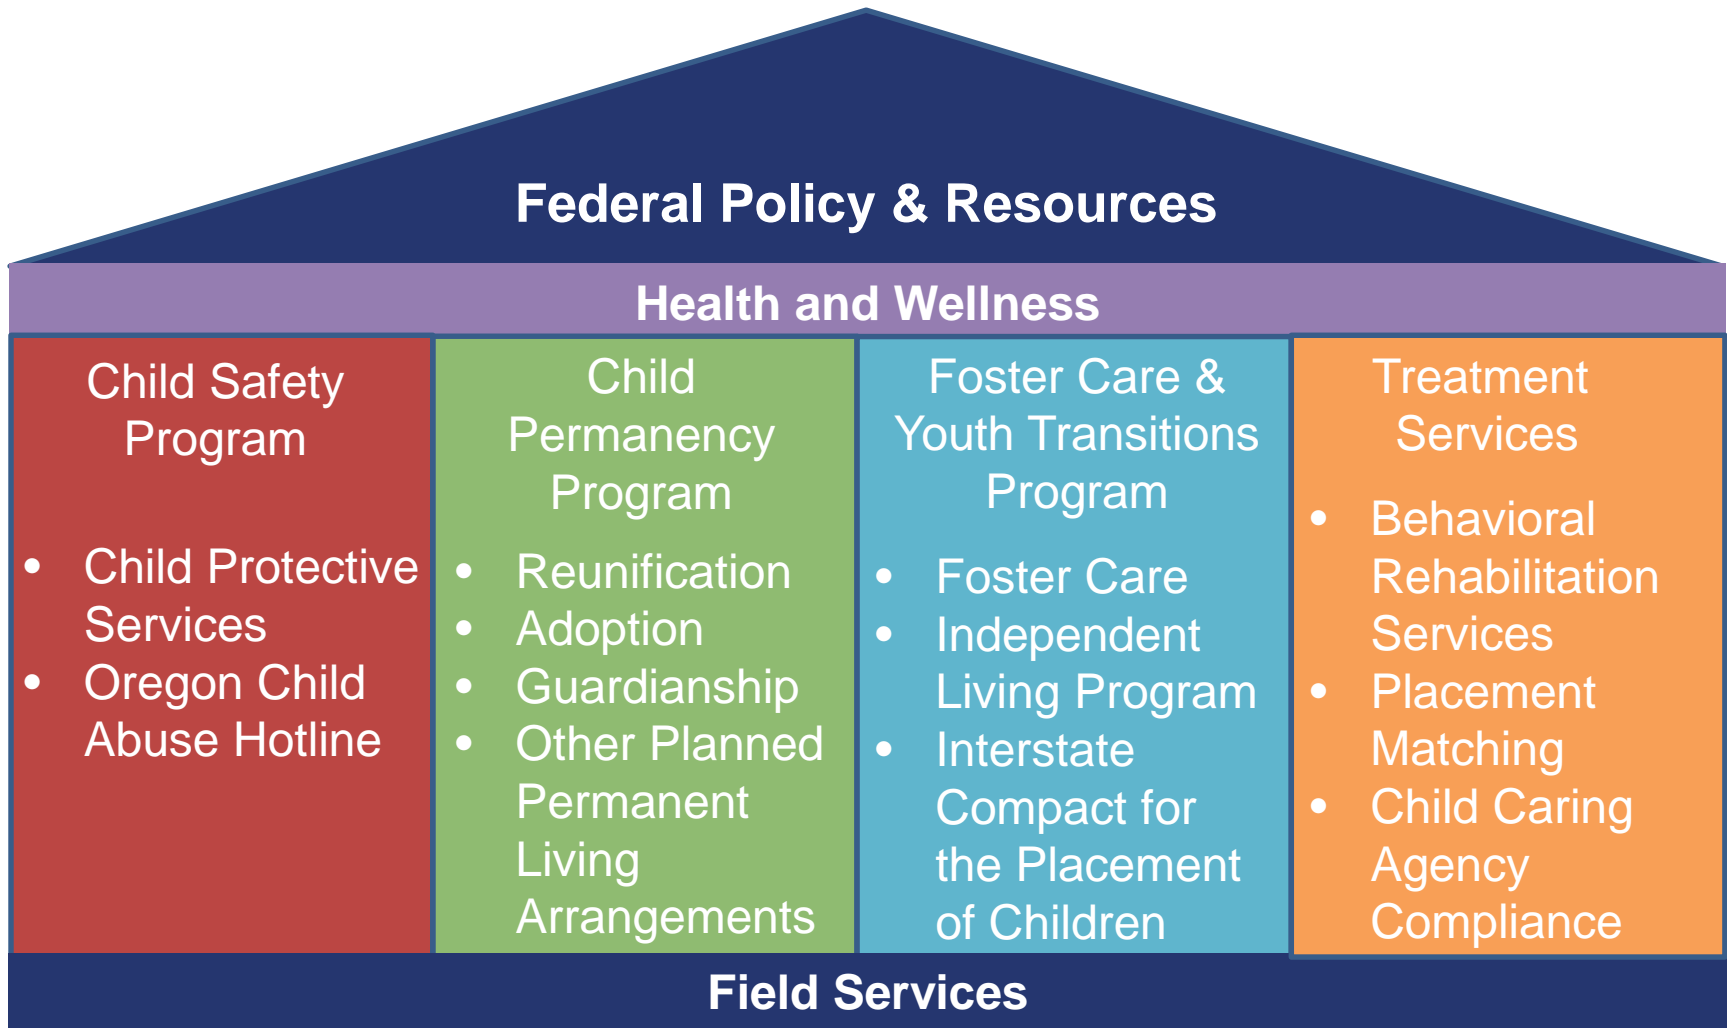 Federal Policy & Resources
Health and Wellness
Child Safety
Program
• Child Protective
Services
• Oregon Child
Abuse Hotline
Child
Permanency
Program
• Reunification
• Adoption
• Guardianship
• Other Planned
Permanent
Living
Arrangements
Foster Care &
Youth Transitions
Program
• Foster Care
• Independent
Living Program
• Interstate
Compact for
the Placement
of Children
Treatment
Services
• Behavioral
Rehabilitation
Services
• Placement
Matching
• Child Caring
Agency
Compliance
Field Services